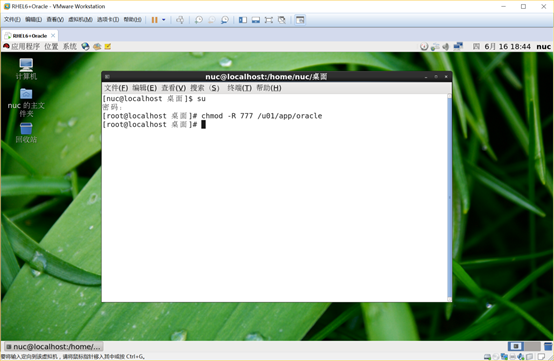 RHEL6+Oracle - VMware Workstation
文件(F) 编辑(E) 查看(V) 虚拟机(M) 选项卡(T) 帮助(H)
RHEL6+Oracle
应用程序 位置 系统
四 6月16 18:44 nuc
计算机
nuc 的主文件夹
回收站
nuc@localhost:/home/nuc/桌面
文件(F) 编辑(E) 查看(V) 搜索 (S) 终端(T) 帮助(H)
[nuc@localhost 桌面]$ su
密码：
[root@localhost 桌面]# chmod -R 777 /u01/app/oracle
[root@localhost 桌面]#
nuc@localhost:/home/...
要将输入定向到该虚拟机，请将鼠标指针移入其中或按 Ctrl+G。